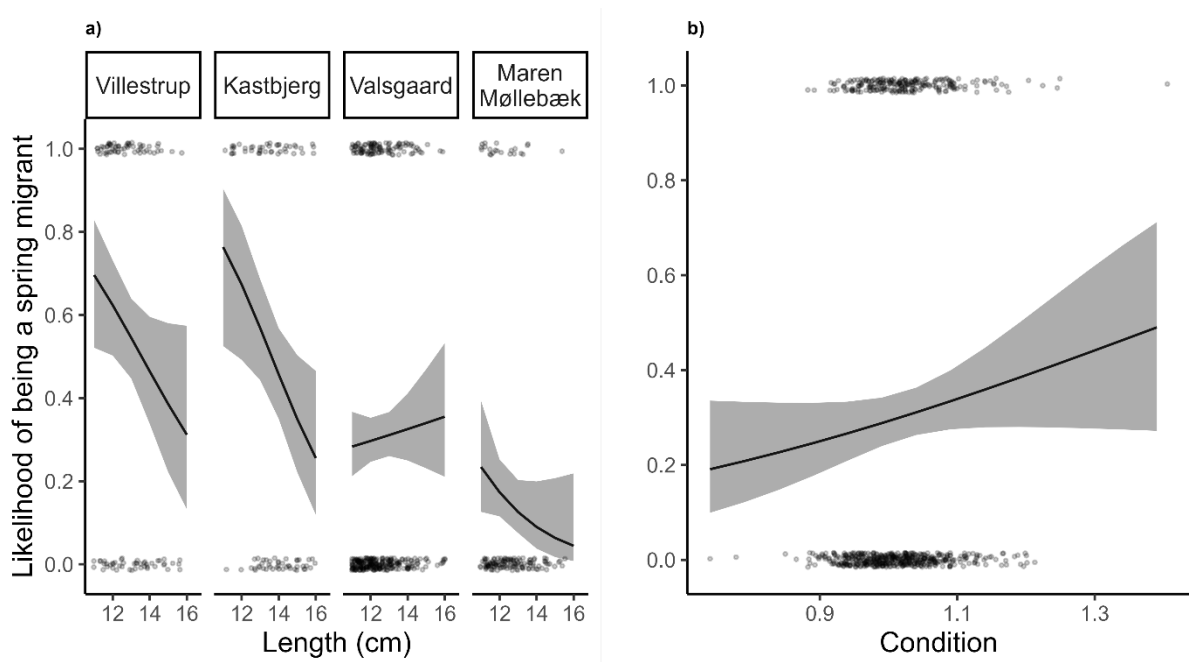 a)
Villestrup
Kastbjerg
Valsgaard
Maren
Møllebæk
Likelihood of being a spring migrant
1.0
0.8
0.6
0.4
0.2
0.0
12 14 16
12 14 16
12 14 16
12 14 16
Length (cm)
b)
1.0
0.8
0.6
0.4
0.2
0.0
0.9 1.1 1.3
Condition